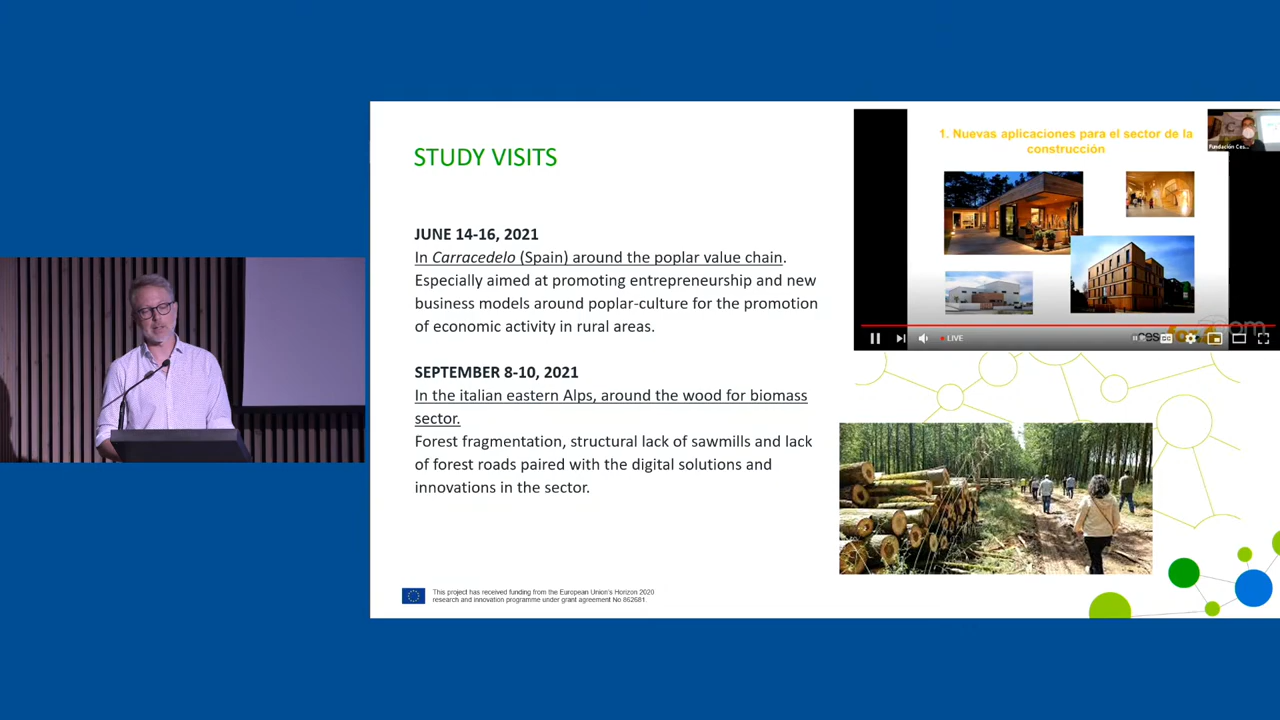 STUDY VISITS
JUNE 14-16, 2021
In Carracedelo (Spain) around the poplar value chain.
Especially aimed at promoting entrepreneurship and new
business models around poplar-culture for the promotion
of economic activity in rural areas.
SEPTEMBER 8-10, 2021
In the italian eastern Alps, around the wood for biomass
sector.
Forest fragmentation, structural lack of sawmills and lack
of forest roads paired with the digital solutions and
innovations in the sector.
This project has received funding from the European Union's Horizon 2020
research and innovation programme under grant agreement No 862681.
1. Nuevas aplicaciones para el sector de la
construcción
Fundación Ces...
LIVE